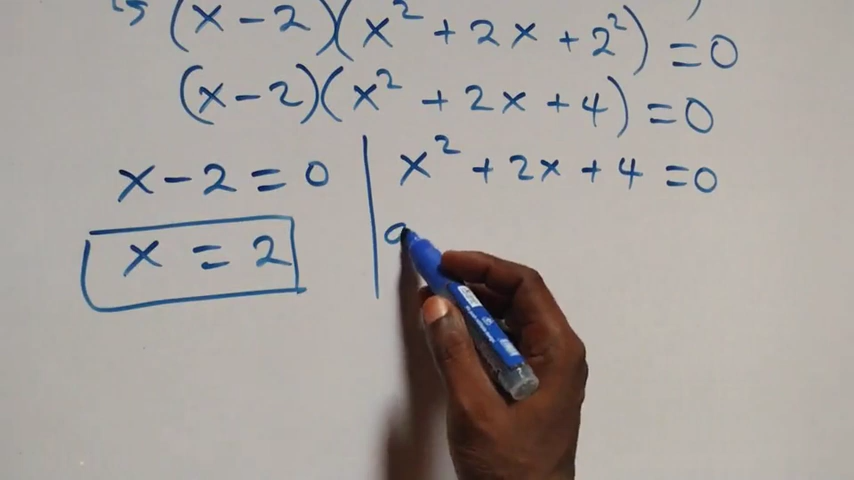 (x - 2)(x² + 2x + 2²) = 0
(x - 2)(x² + 2x + 4) = 0
x - 2 = 0 | x² + 2x + 4 = 0
x = 2